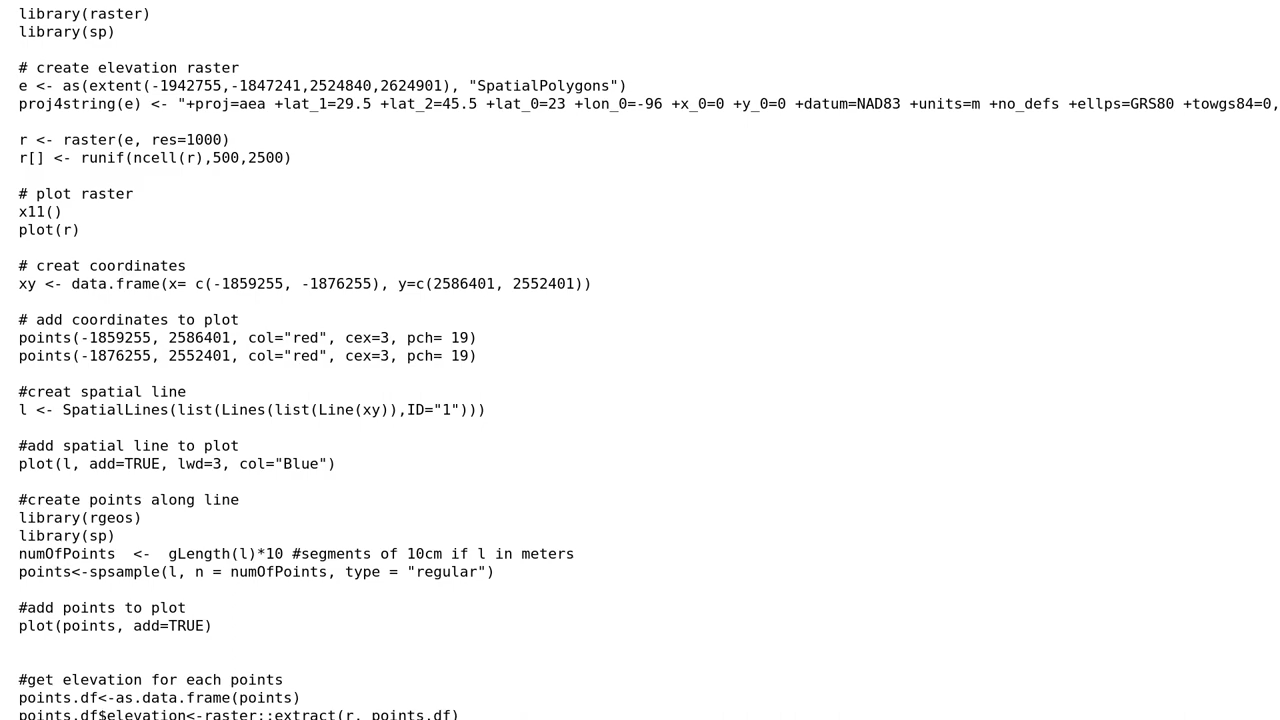 library(raster)
library(sp)
# create elevation raster
e <- as(extent(-1942755,-1847241,2524840,2624901), "SpatialPolygons")
proj4string(e) <- "+proj=aea +lat_1=29.5 +lat_2=45.5 +lat_0=23 +lon_0=-96 +x_0=0 +y_0=0 +datum=NAD83 +units=m +no_defs +ellps=GRS80 +towgs84=0,
r <- raster(e, res=1000)
r[] <- runif(ncell(r),500,2500)
# plot raster
x11()
plot(r)
# creat coordinates
xy <- data.frame(x= c(-1859255, -1876255), y=c(2586401, 2552401))
# add coordinates to plot
points(-1859255, 2586401, col="red", cex=3, pch= 19)
points(-1876255, 2552401, col="red", cex=3, pch= 19)
#creat spatial line
l <- SpatialLines(list(Lines(list(Line(xy)),ID="1")))
#add spatial line to plot
plot(l, add=TRUE, lwd=3, col="Blue")
#create points along line
library(rgeos)
library(sp)
numOfPoints  <-  gLength(l)*10 #segments of 10cm if l in meters
points<-spsample(l, n = numOfPoints, type = "regular")
#add points to plot
plot(points, add=TRUE)
#get elevation for each points
points.df<-as.data.frame(points)
points.df$elevation<-raster::extract(r, points.df)